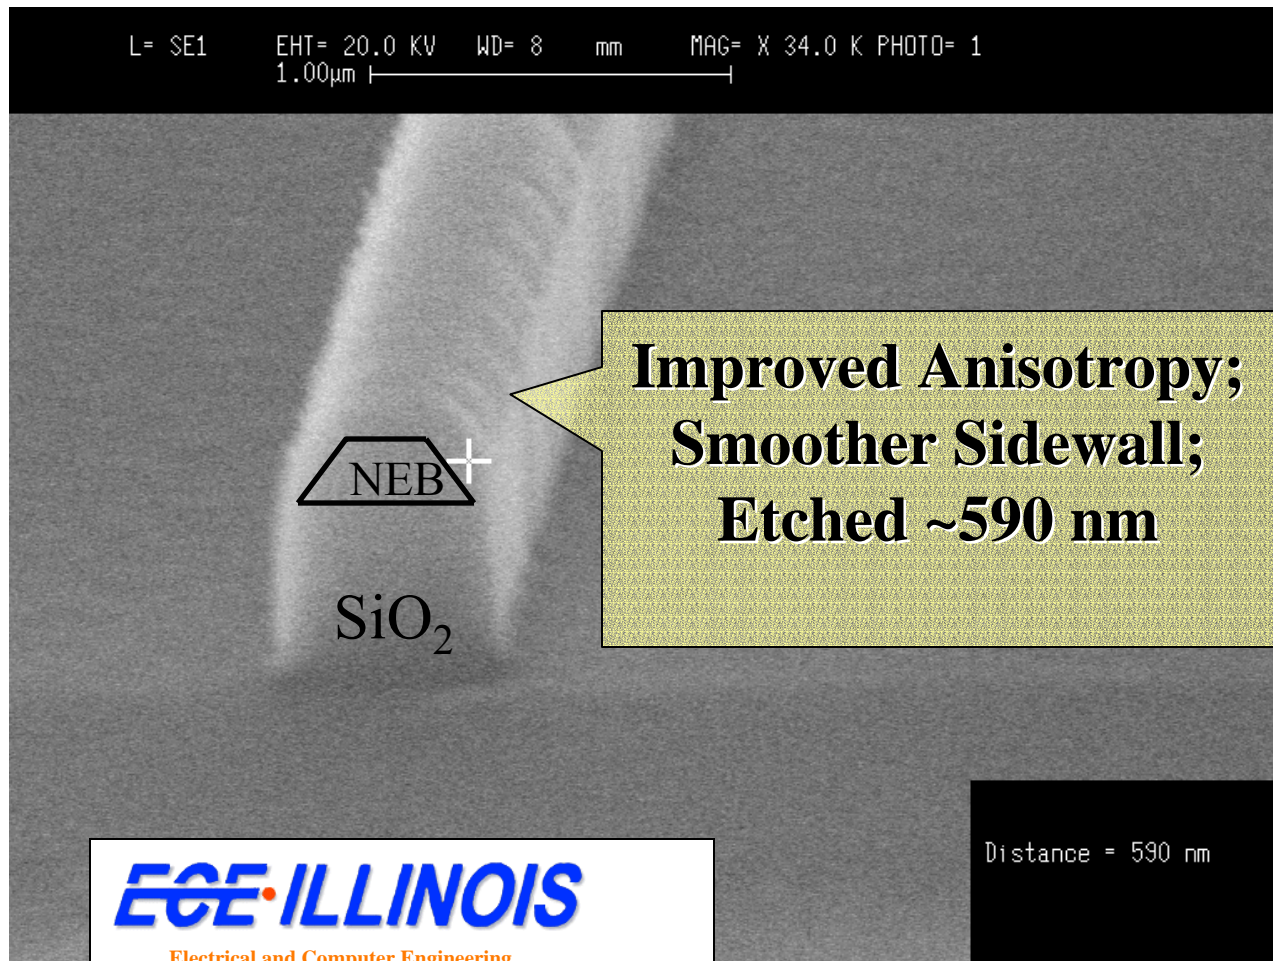 L= SE1 EHT= 20.0 KV WD= 8 mm MAG= X 34.0 K PHOTO= 1
1.00µm
Improved Anisotropy;
Smoother Sidewall;
Etched ~590 nm
NEB
SiO₂
Distance = 590 nm
ECE·ILLINOIS
Electrical and Computer Engineering